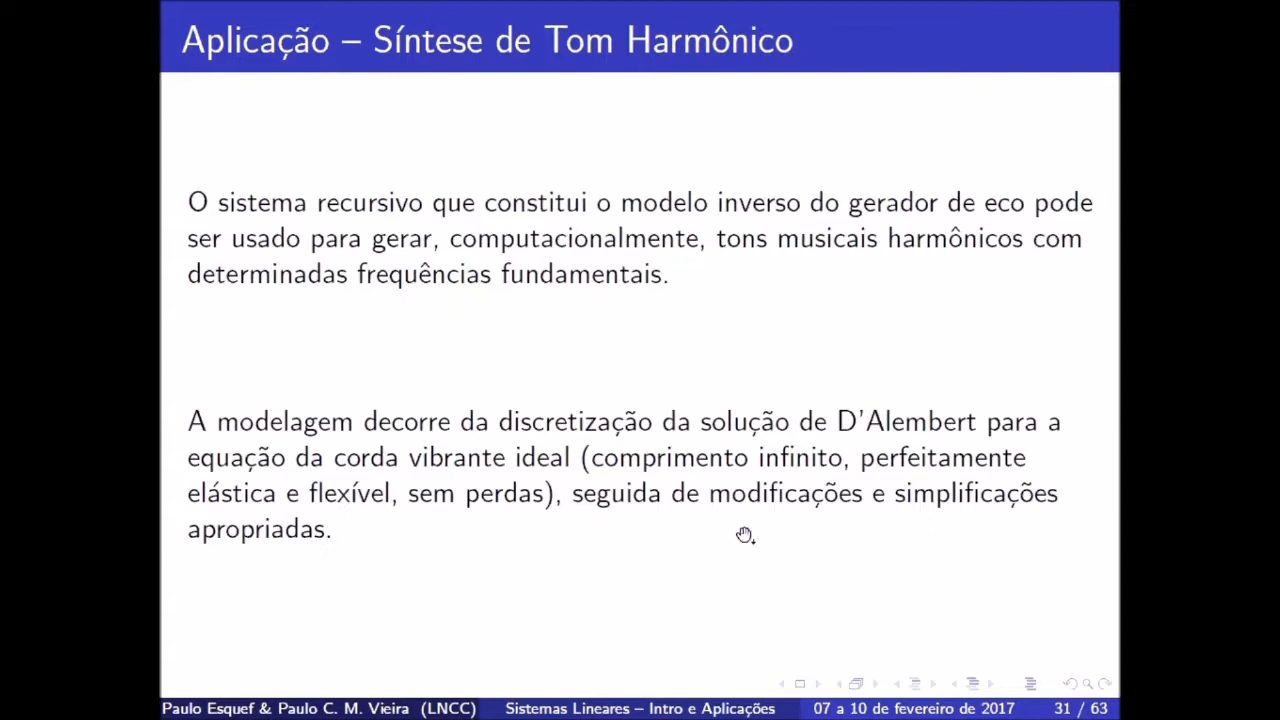 Aplicação – Síntese de Tom Harmônico
O sistema recursivo que constitui o modelo inverso do gerador de eco pode
ser usado para gerar, computacionalmente, tons musicais harmônicos com
determinadas frequências fundamentais.
A modelagem decorre da discretização da solução de D'Alembert para a
equação da corda vibrante ideal (comprimento infinito, perfeitamente
elástica e flexível, sem perdas), seguida de modificações e simplificações
apropriadas.
Paulo Esquef & Paulo C. M. Vieira (LNCC) Sistemas Lineares – Intro e Aplicações 07 a 10 de fevereiro de 2017 31 / 63